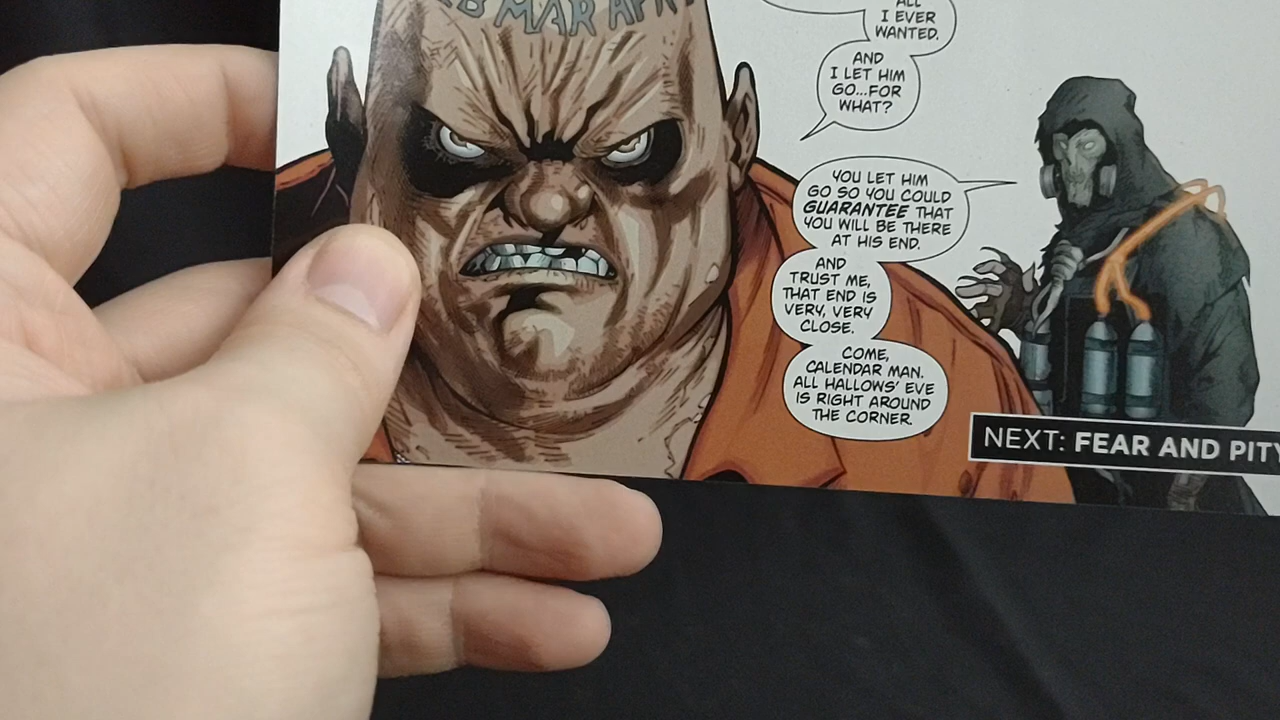 MAR APR
ALL
I EVER
WANTED.
AND
I LET HIM
GO...FOR
WHAT?
YOU LET HIM
GO SO YOU COULD
GUARANTEE THAT
YOU WILL BE THERE
AT HIS END.
AND
TRUST ME,
THAT END IS
VERY, VERY
CLOSE.
COME,
CALENDAR MAN.
ALL HALLOWS' EVE
IS RIGHT AROUND
THE CORNER.
NEXT: FEAR AND PITY